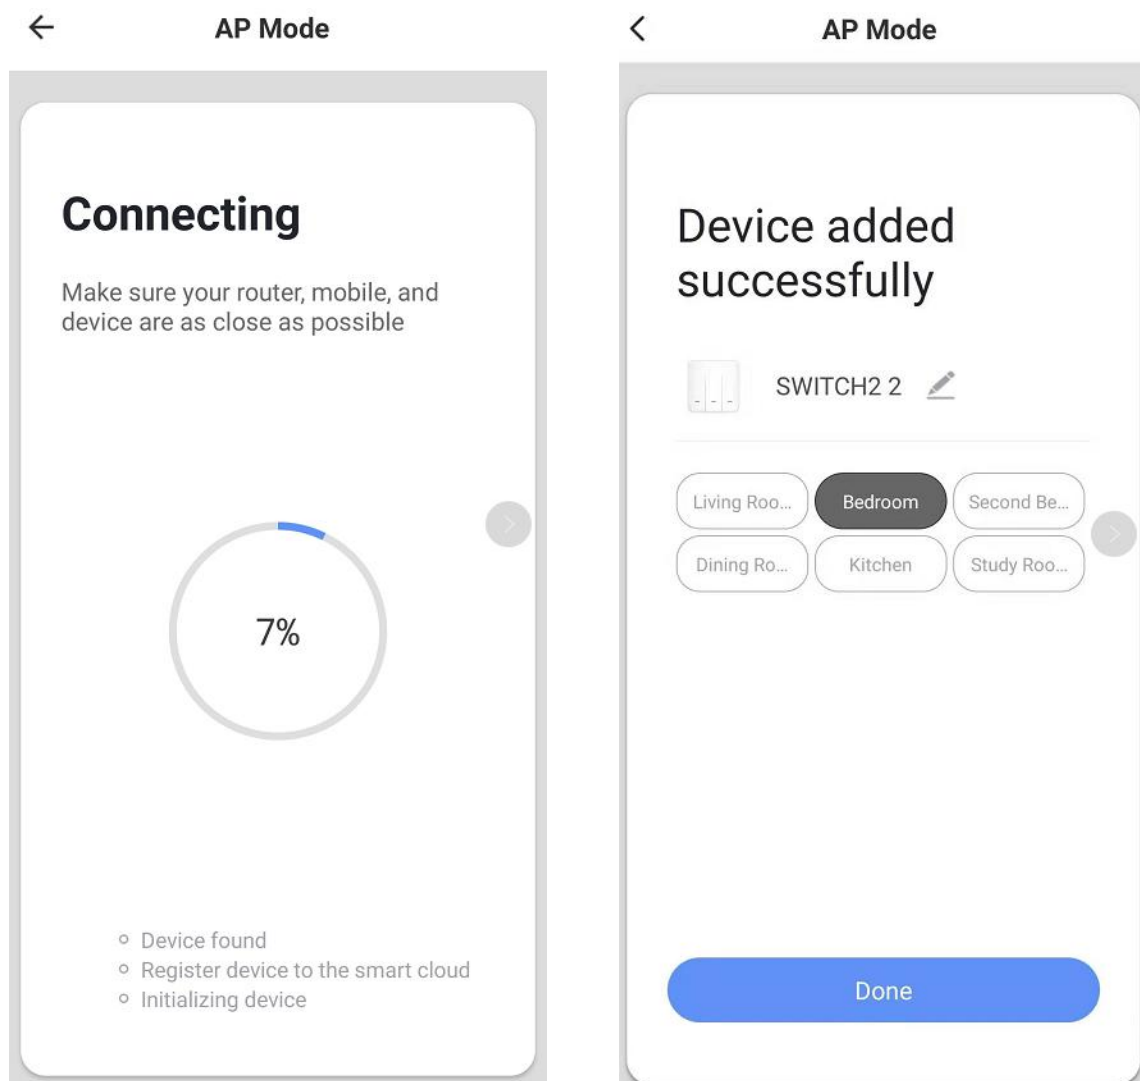 AP Mode
Connecting
Make sure your router, mobile, and
device are as close as possible
7%
Device found
Register device to the smart cloud
Initializing device
AP Mode
Device added
successfully
SWITCH2 2
Living Roo... Bedroom Second Be...
Dining Ro... Kitchen Study Roo...
Done